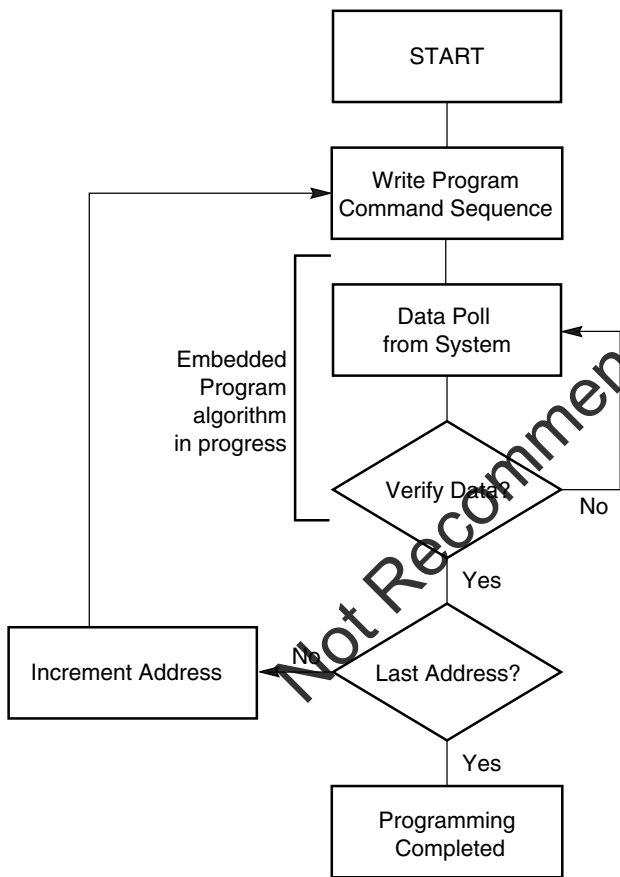 START
Write Program
Command Sequence
Data Poll
from System
Embedded
Program
algorithm
in progress
Verify Data?
No
Yes
Increment Address
No
Last Address?
Yes
Programming
Completed
Not Recommen